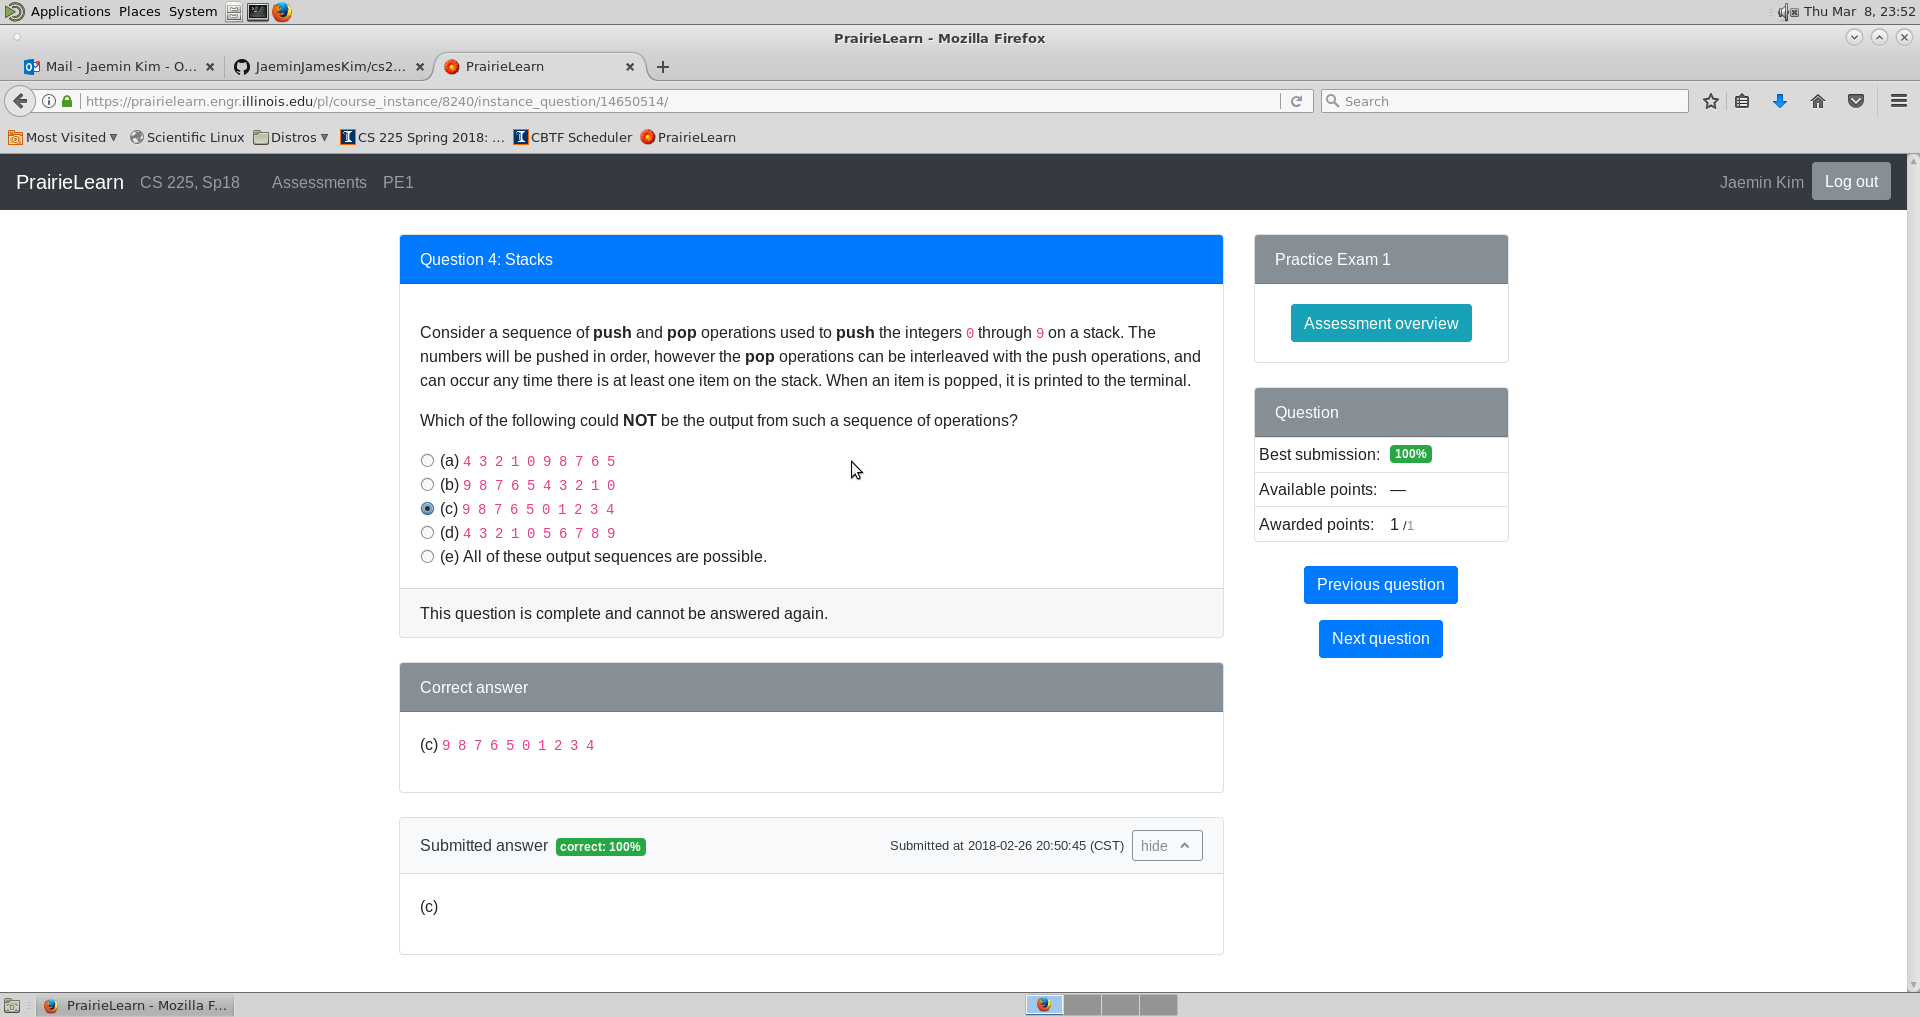 Applications Places System Thu Mar 8, 23:52
PrairieLearn - Mozilla Firefox
Mail - Jaemin Kim - O... JaeminJamesKim/cs2... PrairieLearn
https://prairielearn.engr.illinois.edu/pl/course_instance/8240/instance_question/14650514/ Search
Most Visited Scientific Linux Distros CS 225 Spring 2018: ... CBTF Scheduler PrairieLearn
PrairieLearn CS 225, Sp18 Assessments PE1 Jaemin Kim Log out
Question 4: Stacks
Consider a sequence of push and pop operations used to push the integers 0 through 9 on a stack. The
numbers will be pushed in order, however the pop operations can be interleaved with the push operations, and
can occur any time there is at least one item on the stack. When an item is popped, it is printed to the terminal.
Which of the following could NOT be the output from such a sequence of operations?
(a) 4 3 2 1 0 9 8 7 6 5
(b) 9 8 7 6 5 4 3 2 1 0
(c) 9 8 7 6 5 0 1 2 3 4
(d) 4 3 2 1 0 5 6 7 8 9
(e) All of these output sequences are possible.
This question is complete and cannot be answered again.
Correct answer
(c) 9 8 7 6 5 0 1 2 3 4
Submitted answer correct: 100% Submitted at 2018-02-26 20:50:45 (CST) hide
(c)
Practice Exam 1
Assessment overview
Question
Best submission: 100%
Available points: —
Awarded points: 1 /1
Previous question
Next question
PrairieLearn - Mozilla F...